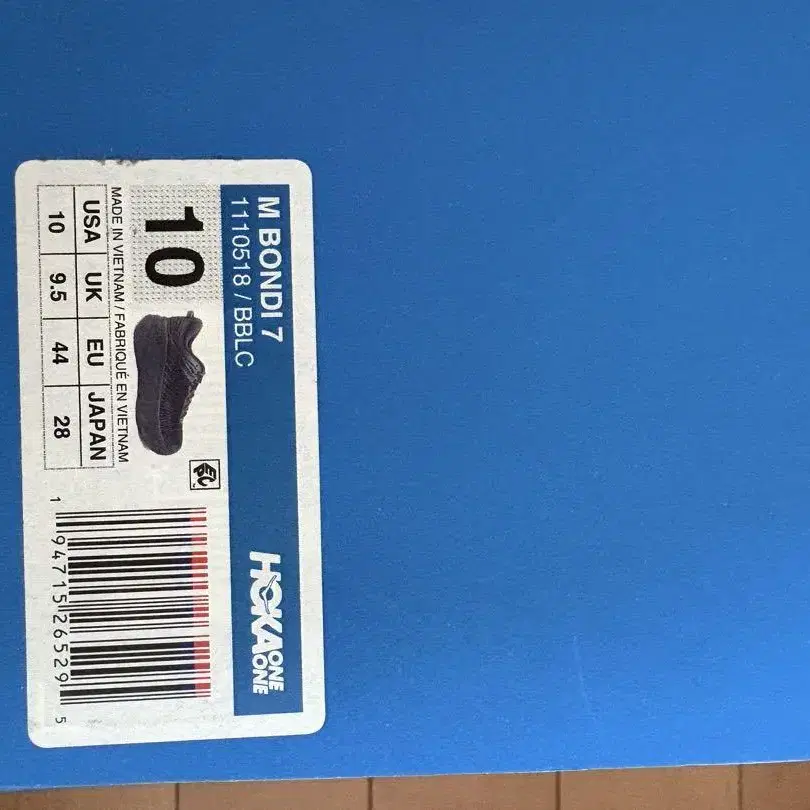 M BONDI 7
1110518 / BBLC
HOKA ONE ONE
10
MADE IN VIETNAM / FABRIQUÉ EN VIETNAM
USA UK EU JAPAN
10 9.5 44 28
1 94715 26529 5